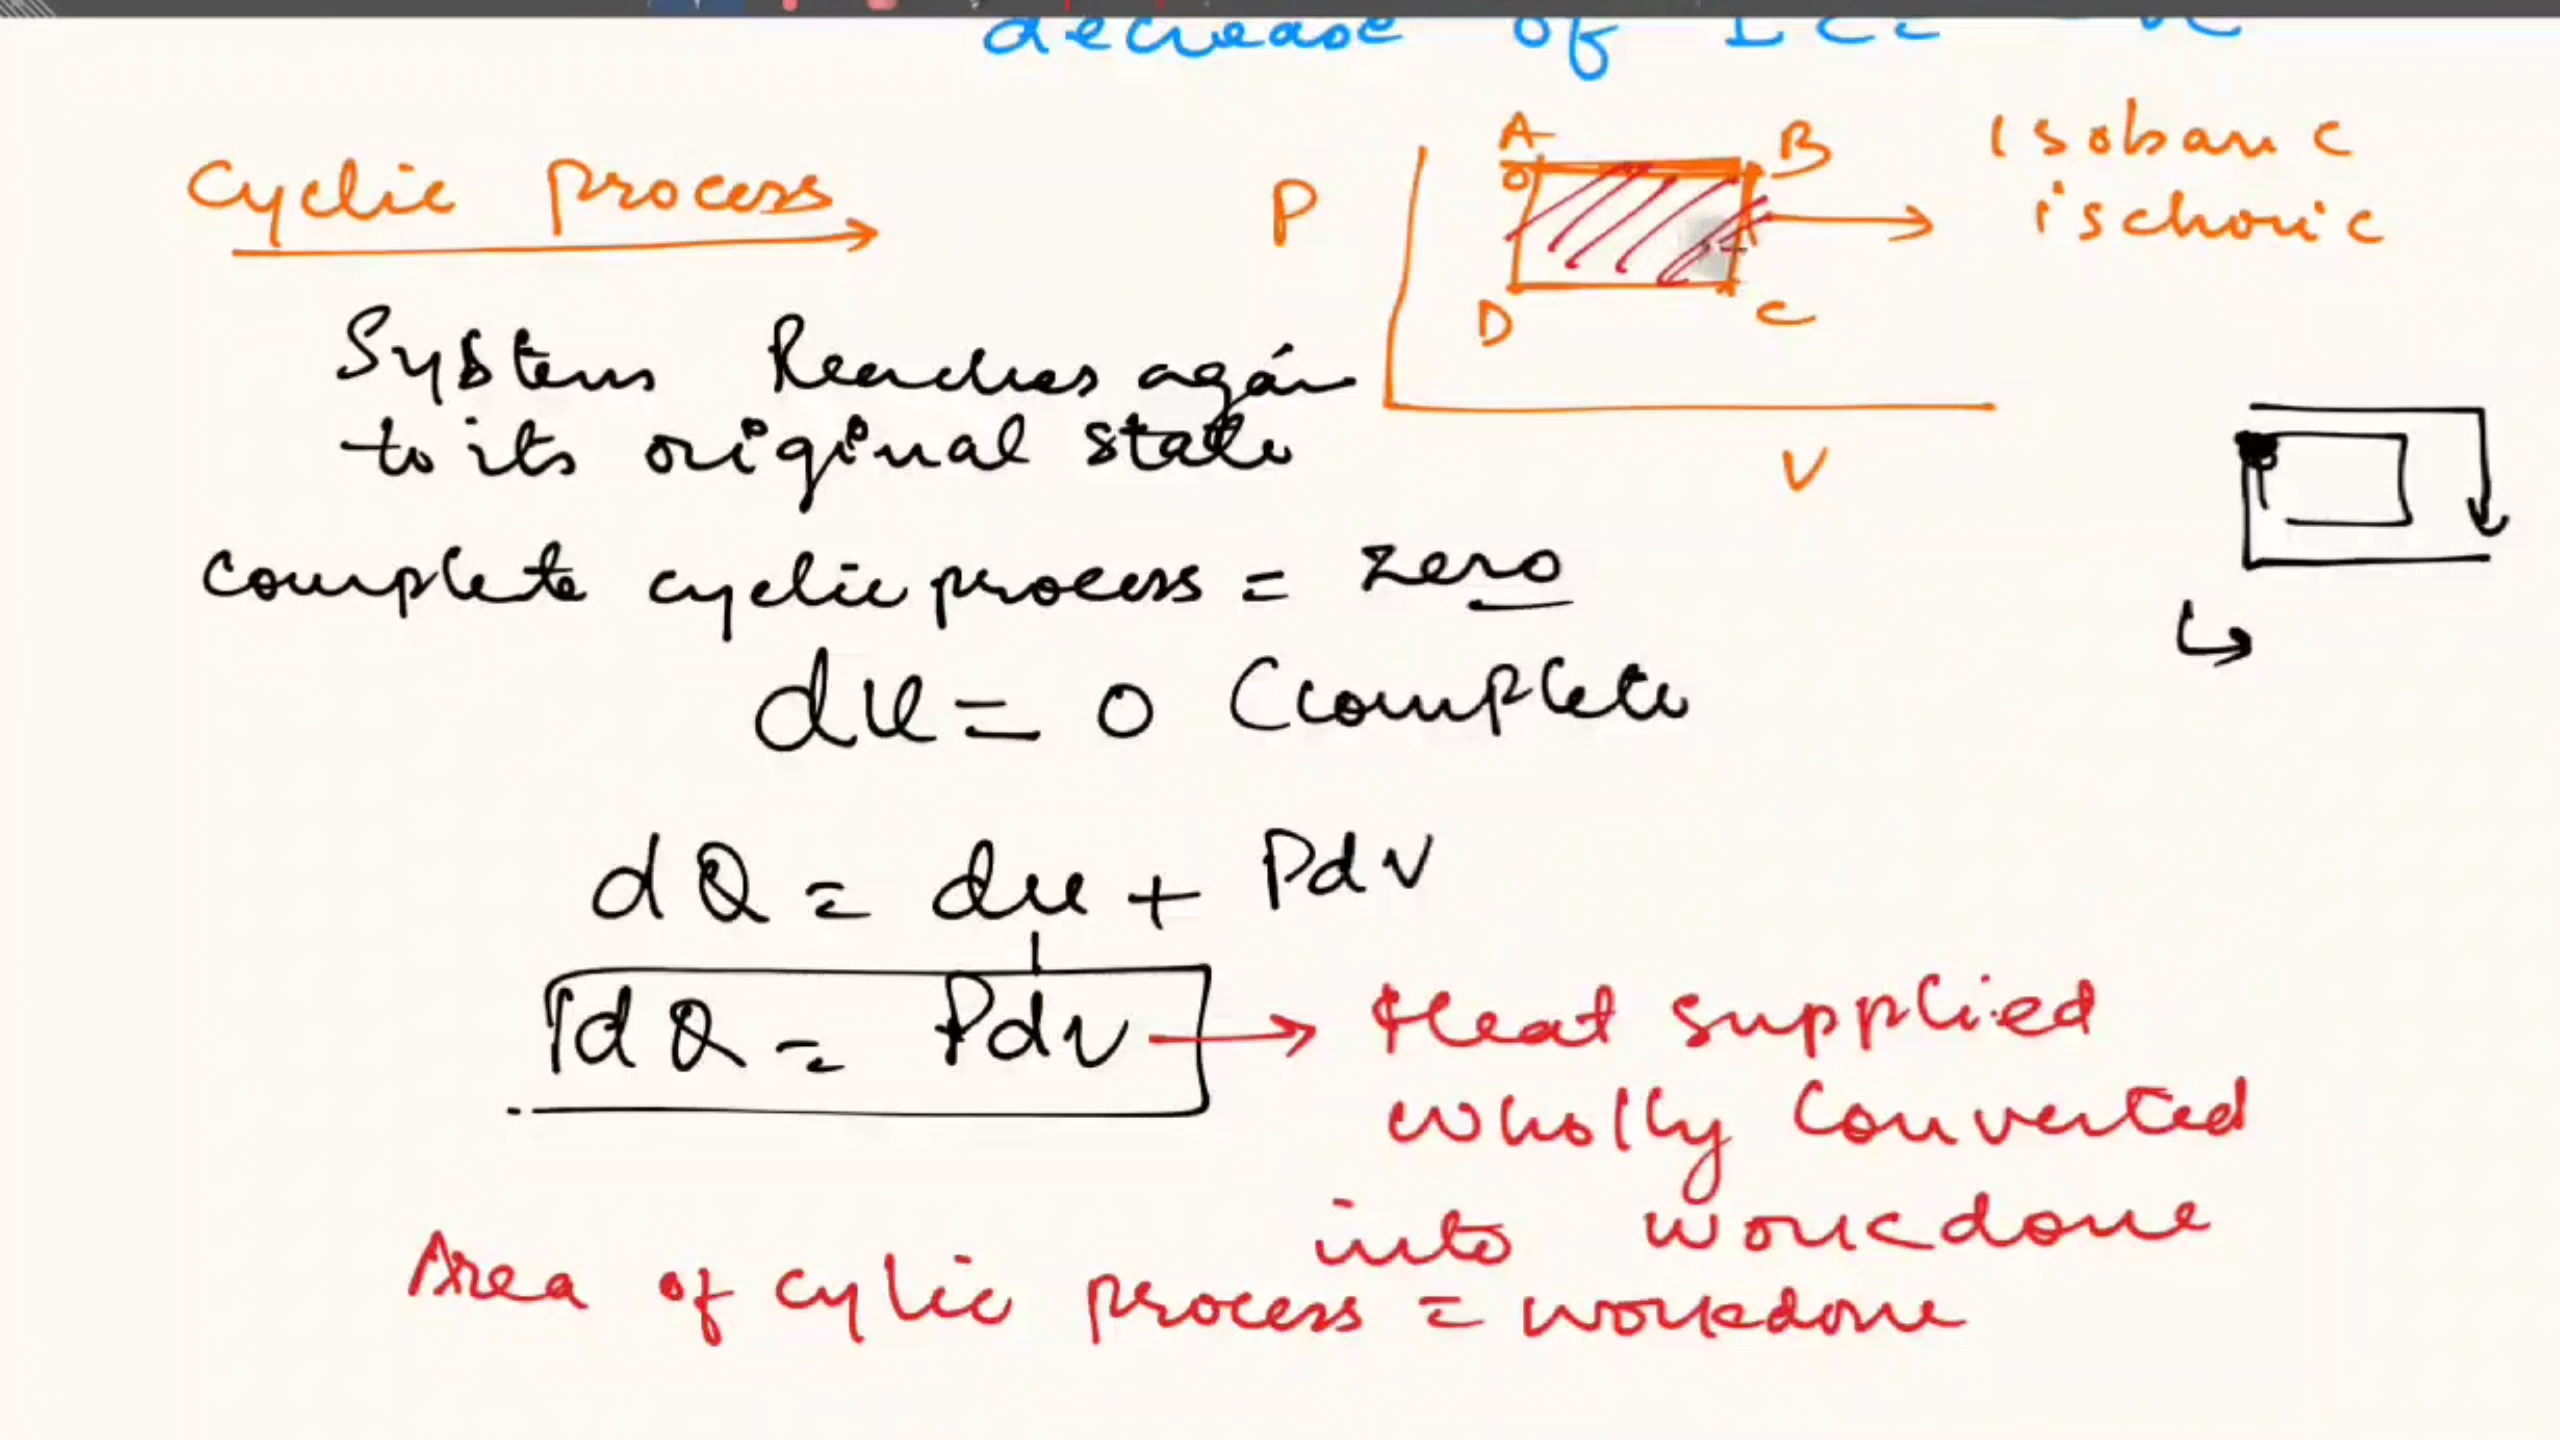 decrease of
Cyclic process
P
A
B
D
C
V
Isobaric
ischoric
System Reaches again
to its original state
complete cyclic process = zero
du = 0 (complete
dQ = du + Pdv
dQ = Pdv
Heat supplied
wholly converted
into workdone
Area of cylic process = workdone